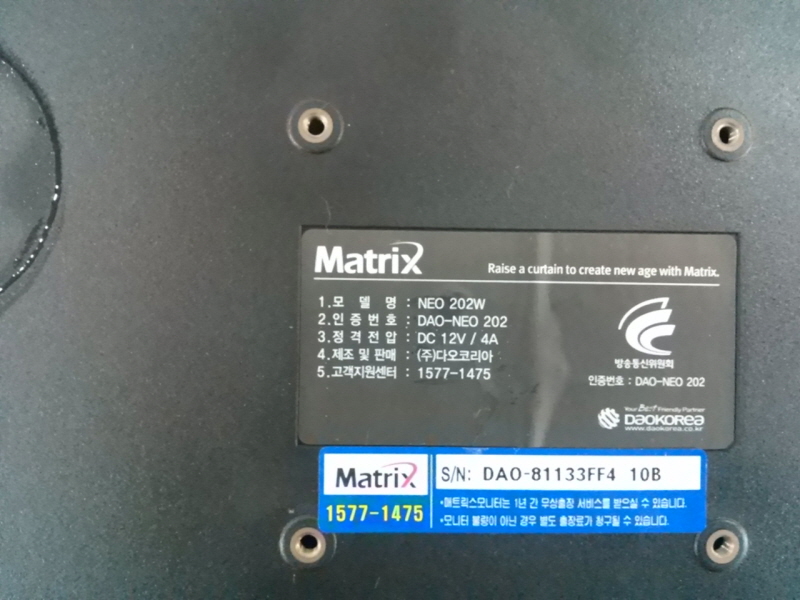 Matrix
Raise a curtain to create new age with Matrix.
1.모 델 명 : NEO 202W
2.인 증 번 호 : DAO-NEO 202
3.정 격 전 압 : DC 12V / 4A
4.제조 및 판매 : (주)다오코리아
5.고객지원센터 : 1577-1475
방송통신위원회
인증번호 : DAO-NEO 202
Your BEST Friendly Partner
DAOKOREA
www.daokorea.co.kr
Matrix
1577-1475
S/N: DAO-81133FF4 10B
*매트릭스모니터는 1년 간 무상출장 서비스를 받으실 수 있습니다.
*모니터 불량이 아닌 경우 별도 출장료가 청구될 수 있습니다.